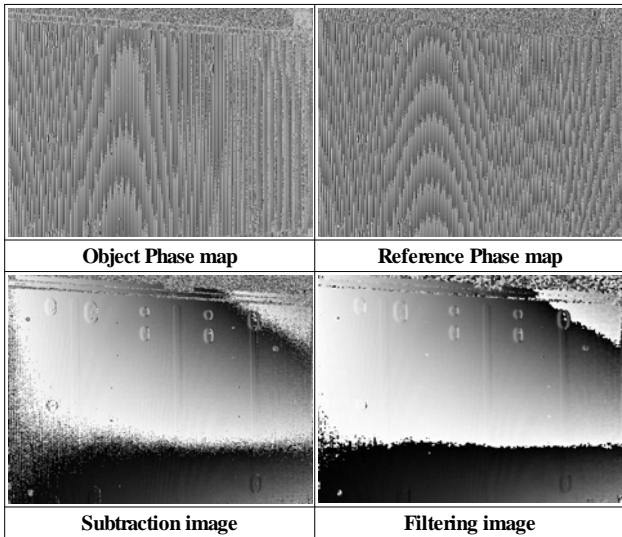 Object Phase map
Reference Phase map
Subtraction image
Filtering image